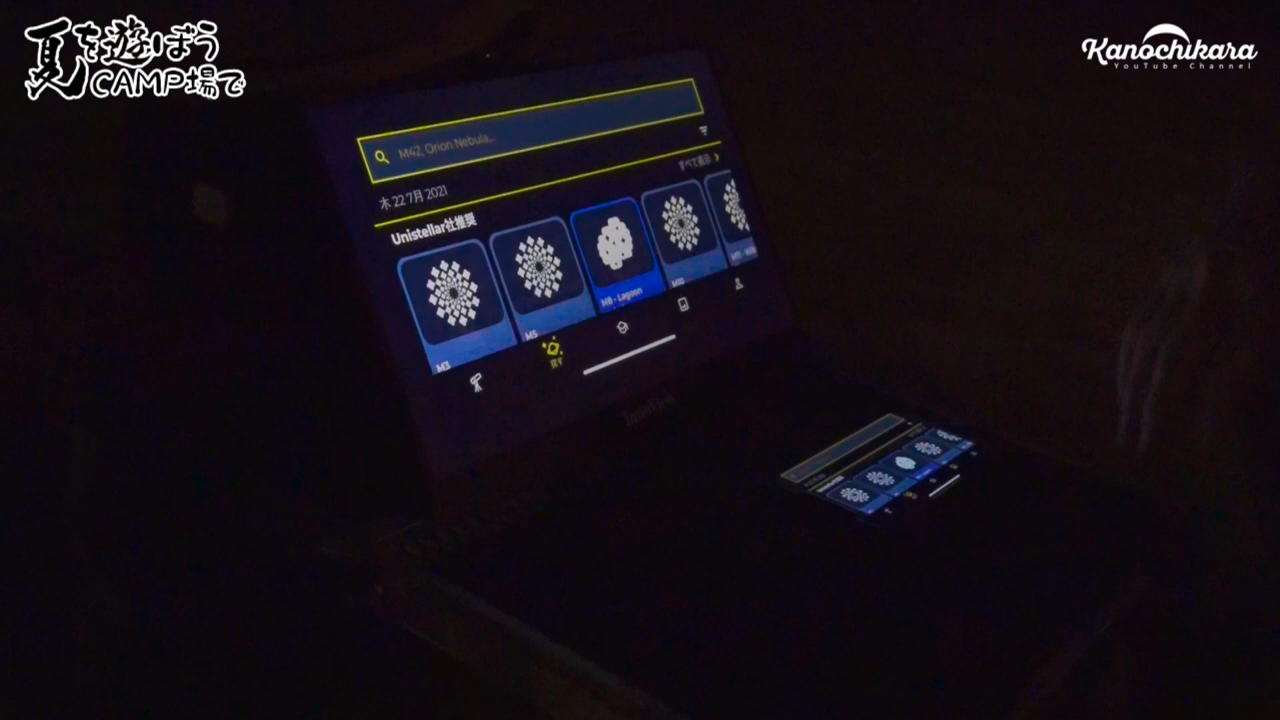 夏を遊ぼう
CAMP場で
Kanochikara
YouTube Channel
M42, Orion Nebula...
木 22 7月 2021
すべて表示
Unistellar社推奨
M3
M5
M8 - Lagoon
M10
探す